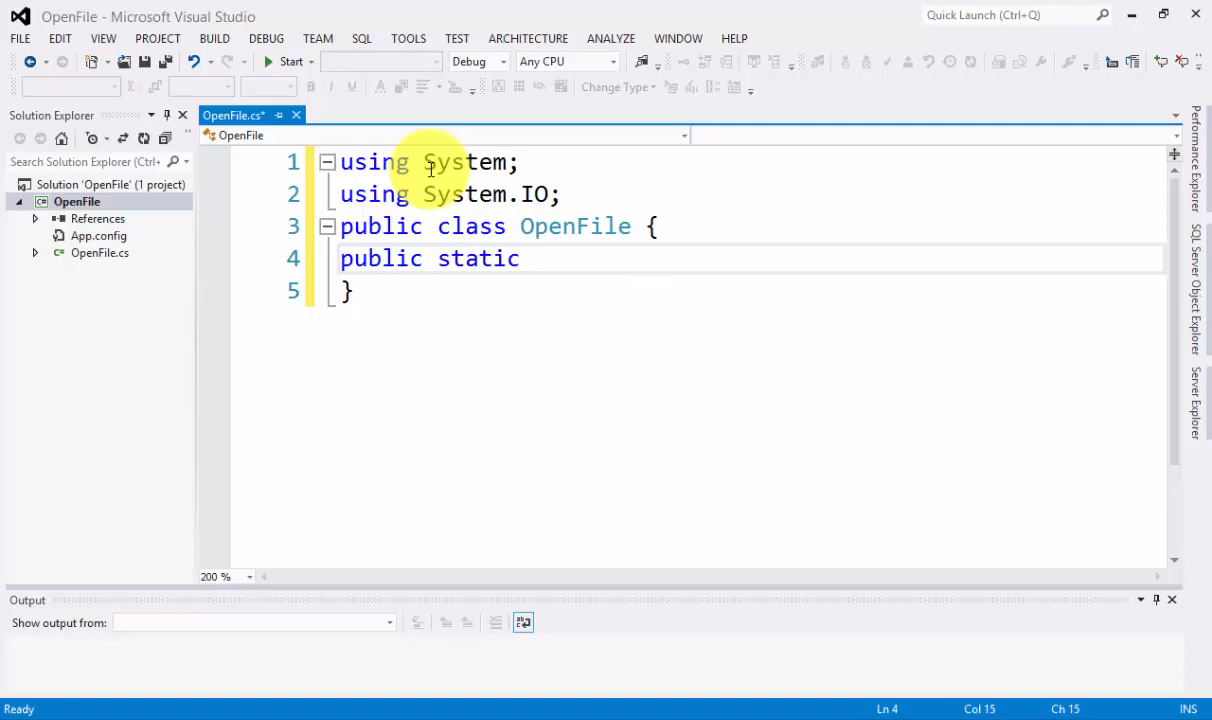 OpenFile - Microsoft Visual Studio
Quick Launch (Ctrl+Q)
FILE EDIT VIEW PROJECT BUILD DEBUG TEAM SQL TOOLS TEST ARCHITECTURE ANALYZE WINDOW HELP
Start Debug Any CPU
Change Type
Solution Explorer
OpenFile.cs*
OpenFile
Search Solution Explorer (Ctrl+
Solution 'OpenFile' (1 project)
OpenFile
References
App.config
OpenFile.cs
1 using System;
2 using System.IO;
3 public class OpenFile {
4 public static
5 }
200 %
Performance Explorer
SQL Server Object Explorer
Server Explorer
Output
Show output from:
Ready Ln 4 Col 15 Ch 15 INS